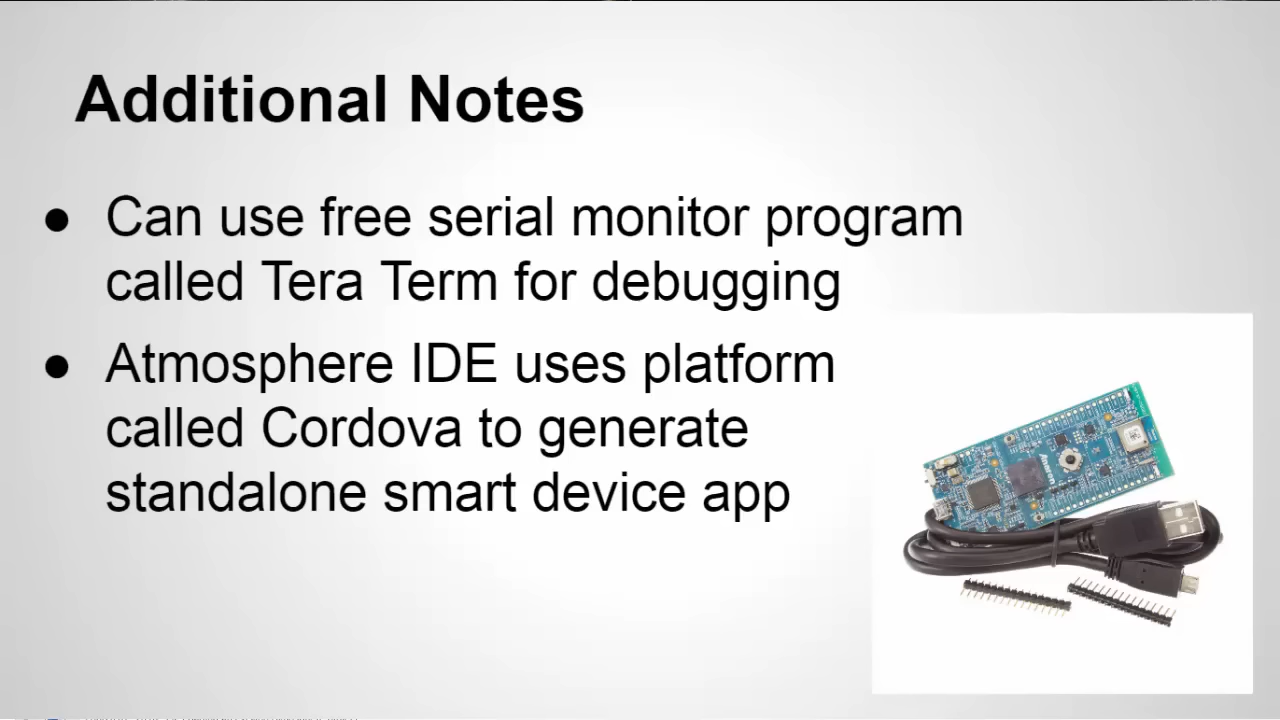 Additional Notes
● Can use free serial monitor program
called Tera Term for debugging
● Atmosphere IDE uses platform
called Cordova to generate
standalone smart device app